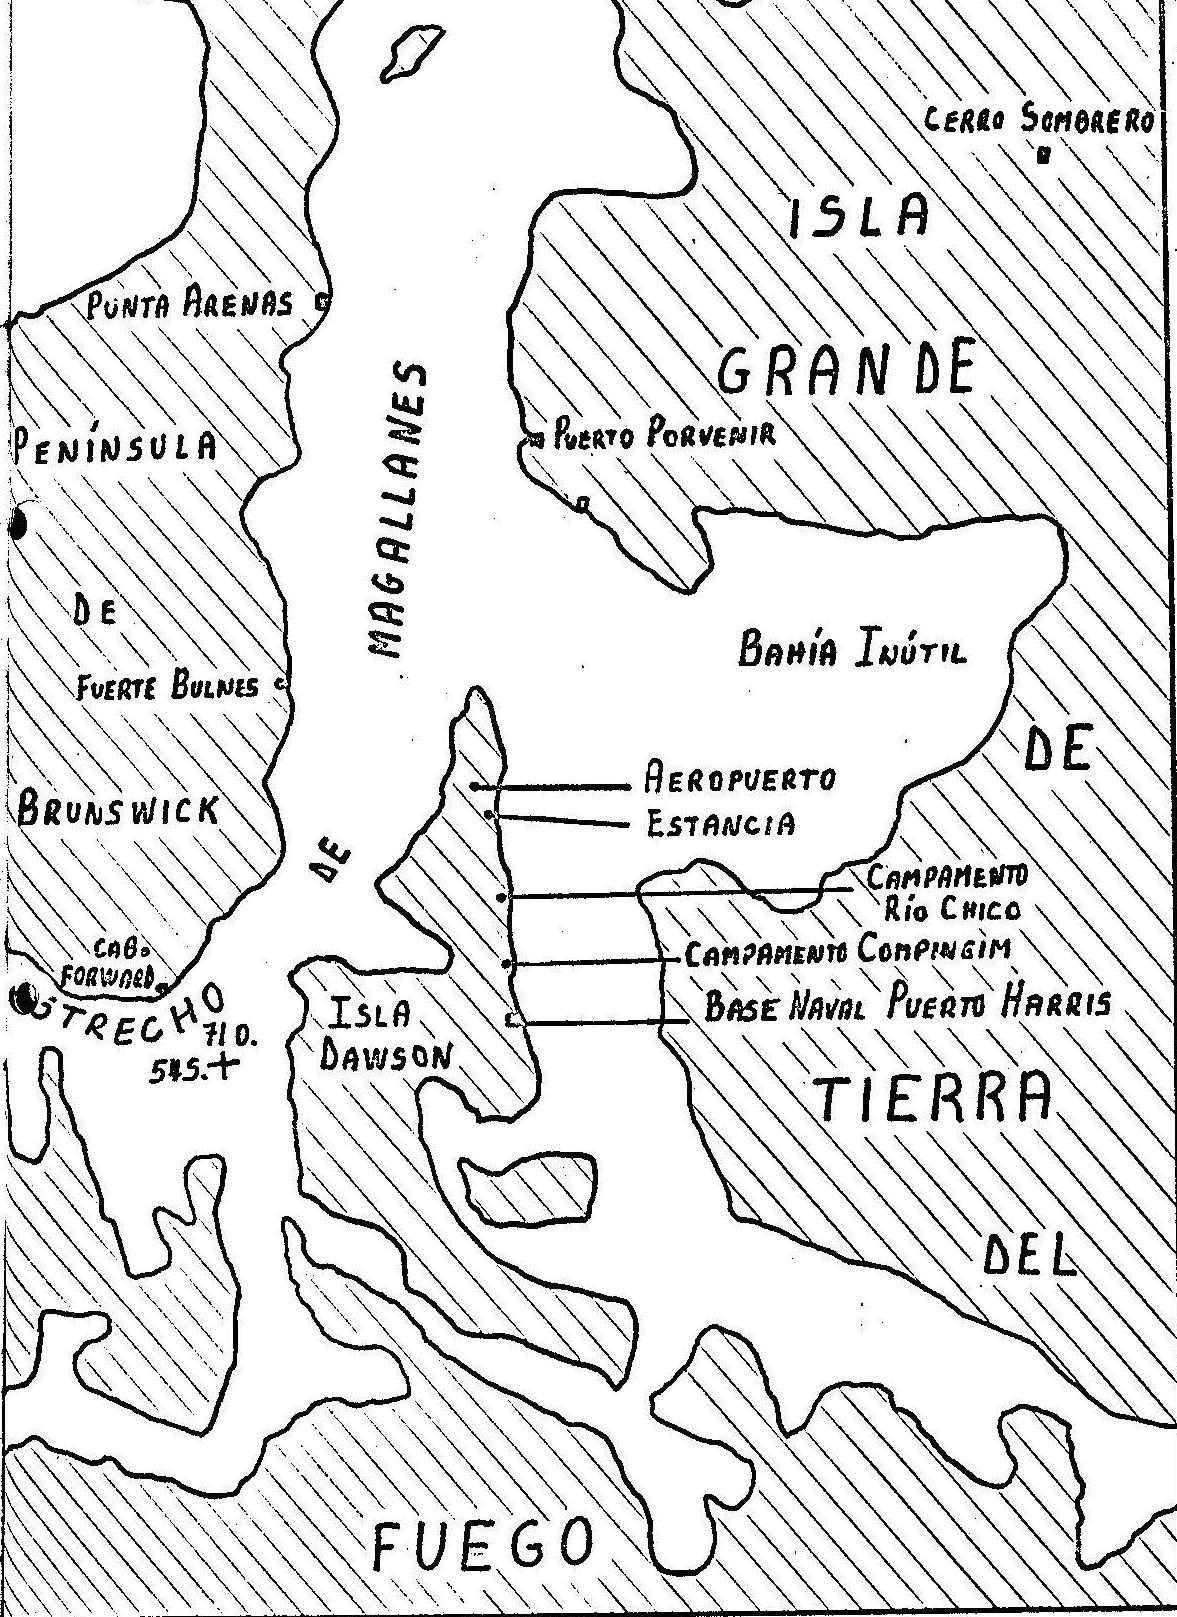 CERRO SOMBRERO
ISLA
PUNTA ARENAS
GRANDE
PUERTO PORVENIR
PENÍNSULA
MAGALLANES
DE
BAHÍA INÚTIL
FUERTE BULNES
DE
AEROPUERTO
BRUNSWICK
ESTANCIA
DE
CAMPAMENTO
RÍO CHICO
CABO
FORWARD
CAMPAMENTO COMPINGIM
ESTRECHO
BASE NAVAL PUERTO HARRIS
ISLA
DAWSON
71 O.
54 S. +
TIERRA
DEL
FUEGO